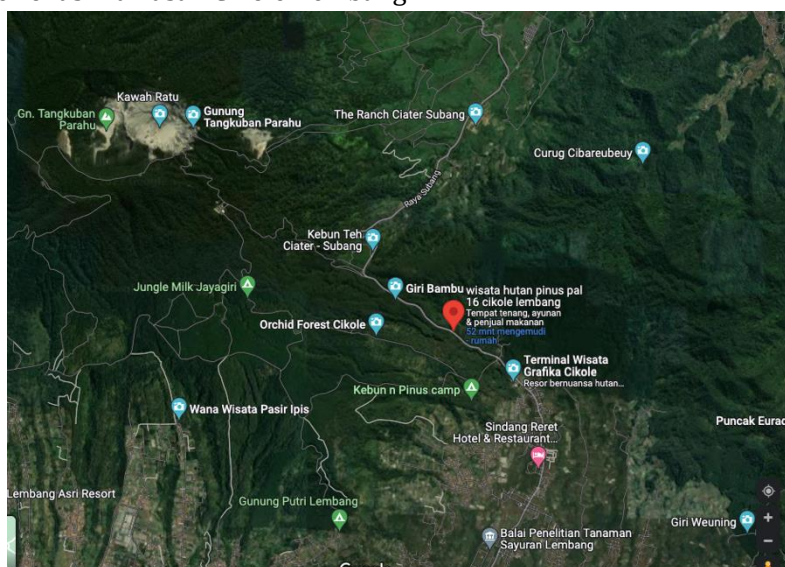 Kawah Ratu
Gn. Tangkuban
Parahu
Gunung
Tangkuban Parahu
The Ranch Ciater Subang
Curug Cibareubeuy
Raya Subang
Kebun Teh
Ciater - Subang
Jungle Milk Jayagiri
Giri Bambu
wisata hutan pinus pal
16 cikole lembang
Tempat tenang, ayunan
& penjual makanan
52 mnt mengemudi
- rumah
Orchid Forest Cikole
Terminal Wisata
Grafika Cikole
Resor bernuansa hutan...
Kebun n Pinus camp
Wana Wisata Pasir Ipis
Puncak Eurad
Sindang Reret
Hotel & Restaurant...
Lembang Asri Resort
Gunung Putri Lembang
Giri Weuning
Balai Penelitian Tanaman
Sayuran Lembang